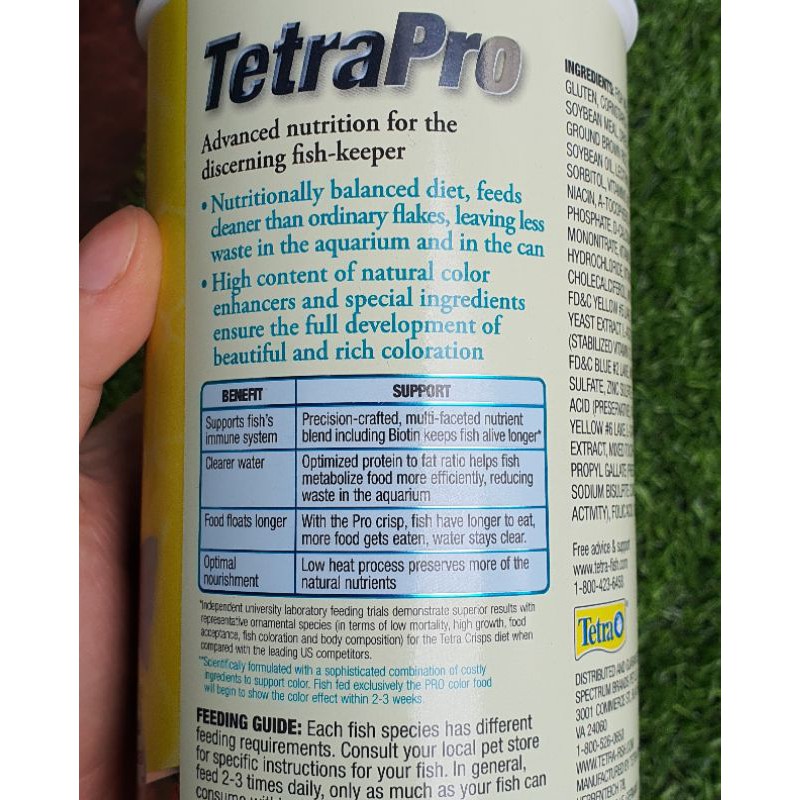 TetraPro
Advanced nutrition for the
discerning fish-keeper
• Nutritionally balanced diet, feeds
cleaner than ordinary flakes, leaving less
waste in the aquarium and in the can
• High content of natural color
enhancers and special ingredients
ensure the full development of
beautiful and rich coloration
BENEFIT SUPPORT
Supports fish's Precision-crafted, multi-faceted nutrient
immune system blend including Biotin keeps fish alive longer*
Clearer water Optimized protein to fat ratio helps fish
metabolize food more efficiently, reducing
waste in the aquarium
Food floats longer With the Pro crisp, fish have longer to eat,
more food gets eaten, water stays clear.
Optimal Low heat process preserves more of the
nourishment natural nutrients
*Independent university laboratory feeding trials demonstrate superior results with
representative ornamental species (in terms of low mortality, high growth, food
acceptance, fish coloration and body composition) for the Tetra Crisps diet when
compared with the leading US competitors.
**Scientifically formulated with a sophisticated combination of costly
ingredients to support color. Fish fed exclusively the PRO color food
will begin to show the color effect within 2-3 weeks
FEEDING GUIDE: Each fish species has different
feeding requirements. Consult your local pet store
for specific instructions for your fish. In general,
feed 2-3 times daily, only as much as your fish can
INGREDIENTS:
GLUTEN,
SOYBEAN MEAL,
GROUND BROWN
SOYBEAN OIL,
SORBITOL,
NIACIN,
PHOSPHATE,
MONONITRATE,
HYDROCHLORIDE,
CHOLECALCIFEROL,
FD&C YELLOW #5
YEAST EXTRACT,
(STABILIZED VITAMIN
FD&C BLUE #2
SULFATE, ZINC
ACID
YELLOW #6 LAKE,
EXTRACT, MIXED
PROPYL GALLATE,
SODIUM
ACTIVITY), FOLIC
Free advice & support
www.tetra-fish.com
1-800-423-6458
Tetra
DISTRIBUTED AND
SPECTRUM BRANDS
3001 COMMERCE ST,
VA 24060
1-800-526-0650
WWW.TETRA-FISH
MANUFACTURED BY